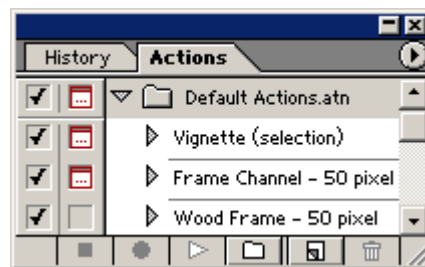 History Actions
Default Actions.atn
Vignette (selection)
Frame Channel - 50 pixel
Wood Frame - 50 pixel